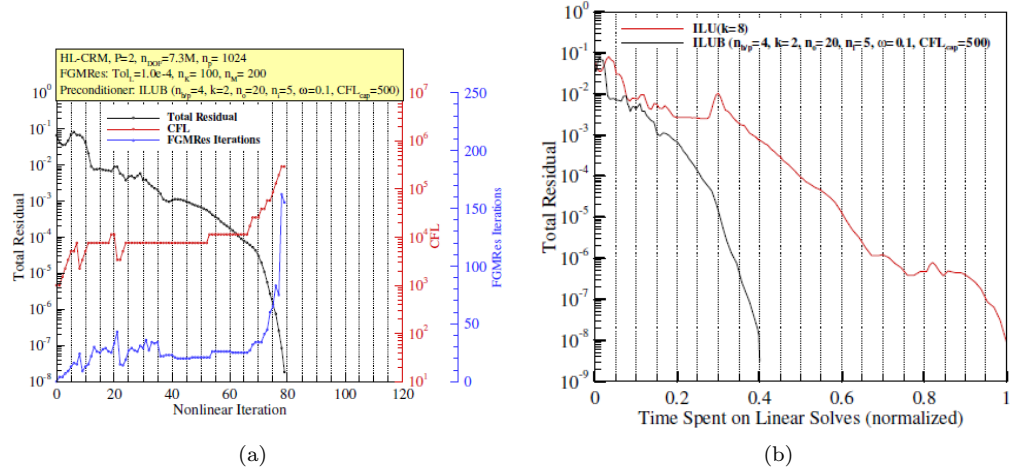 HL-CRM, P=2, n_DOF=7.3M, n_p= 1024
FGMRes: Tol_L=1.0e-4, n_K= 100, n_M= 200
Preconditioner: ILUB (n_b/p=4, k=2, n_o=20, n_i=5, ω=0.1, CFL_cap=500)
Total Residual
CFL
FGMRes Iterations
10^0
10^-1
10^-2
10^-3
10^-4
10^-5
10^-6
10^-7
10^-8
Total Residual
0 20 40 60 80 100 120
Nonlinear Iteration
10^7
10^6
10^5
10^4
10^3
10^2
10^1
CFL
250
200
150
100
50
0
FGMRes Iterations
(a)
ILU(k=8)
ILUB (n_b/p=4, k=2, n_o=20, n_i=5, ω=0.1, CFL_cap=500)
10^0
10^-1
10^-2
10^-3
10^-4
10^-5
10^-6
10^-7
10^-8
10^-9
Total Residual
0 0.2 0.4 0.6 0.8 1
Time Spent on Linear Solves (normalized)
(b)